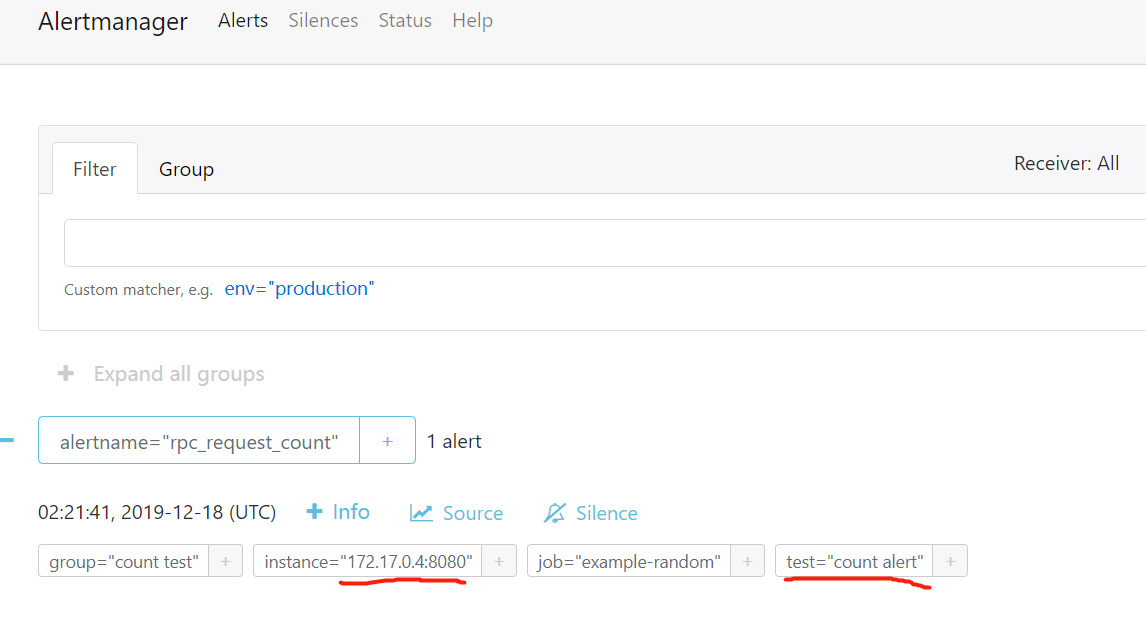 Alertmanager Alerts Silences Status Help
Filter Group Receiver: All
Custom matcher, e.g. env="production"
+ Expand all groups
alertname="rpc_request_count" + 1 alert
02:21:41, 2019-12-18 (UTC) + Info Source Silence
group="count test" + instance="172.17.0.4:8080" + job="example-random" + test="count alert" +